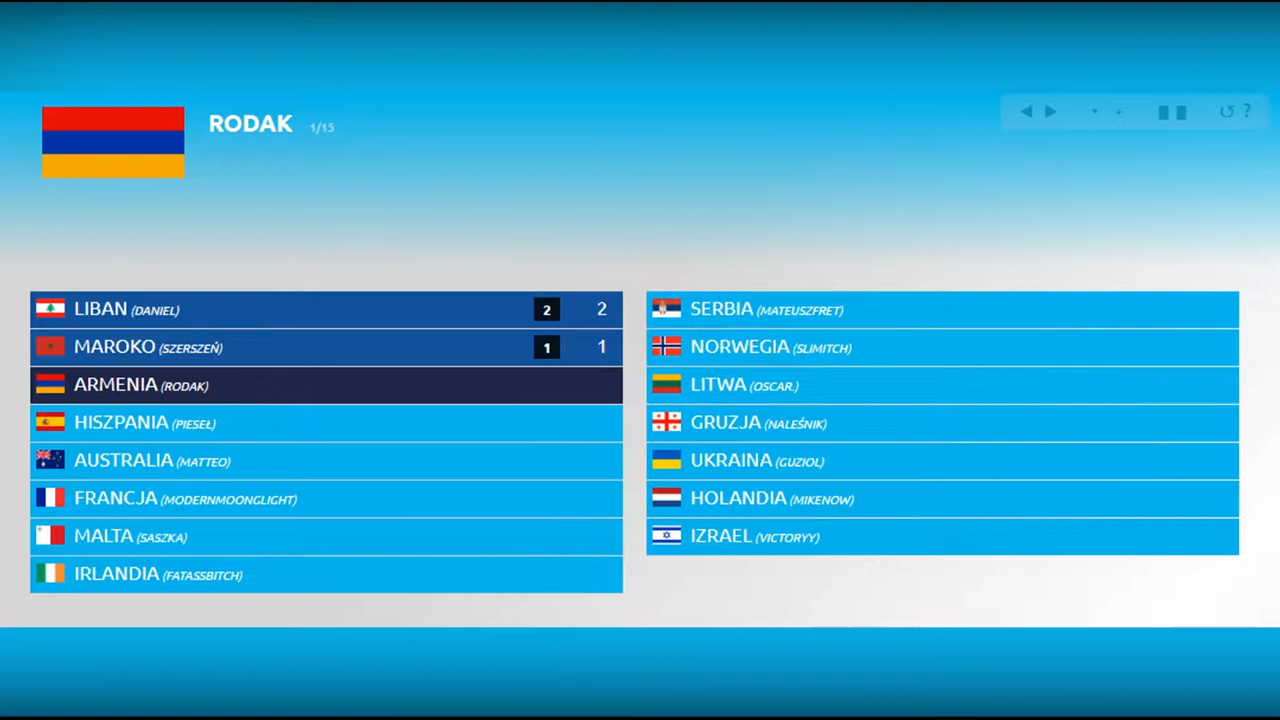 RODAK 1/15
LIBAN (DANIEL) 2 2
MAROKO (SZERSZEŃ) 1 1
ARMENIA (RODAK)
HISZPANIA (PIESEŁ)
AUSTRALIA (MATTEO)
FRANCJA (MODERNMOONGLIGHT)
MALTA (SASZKA)
IRLANDIA (FATASSBITCH)
SERBIA (MATEUSZFRET)
NORWEGIA (SLIMITCH)
LITWA (OSCAR.)
GRUZJA (NALEŚNIK)
UKRAINA (GUZIOL)
HOLANDIA (MIKENOW)
IZRAEL (VICTORYY)